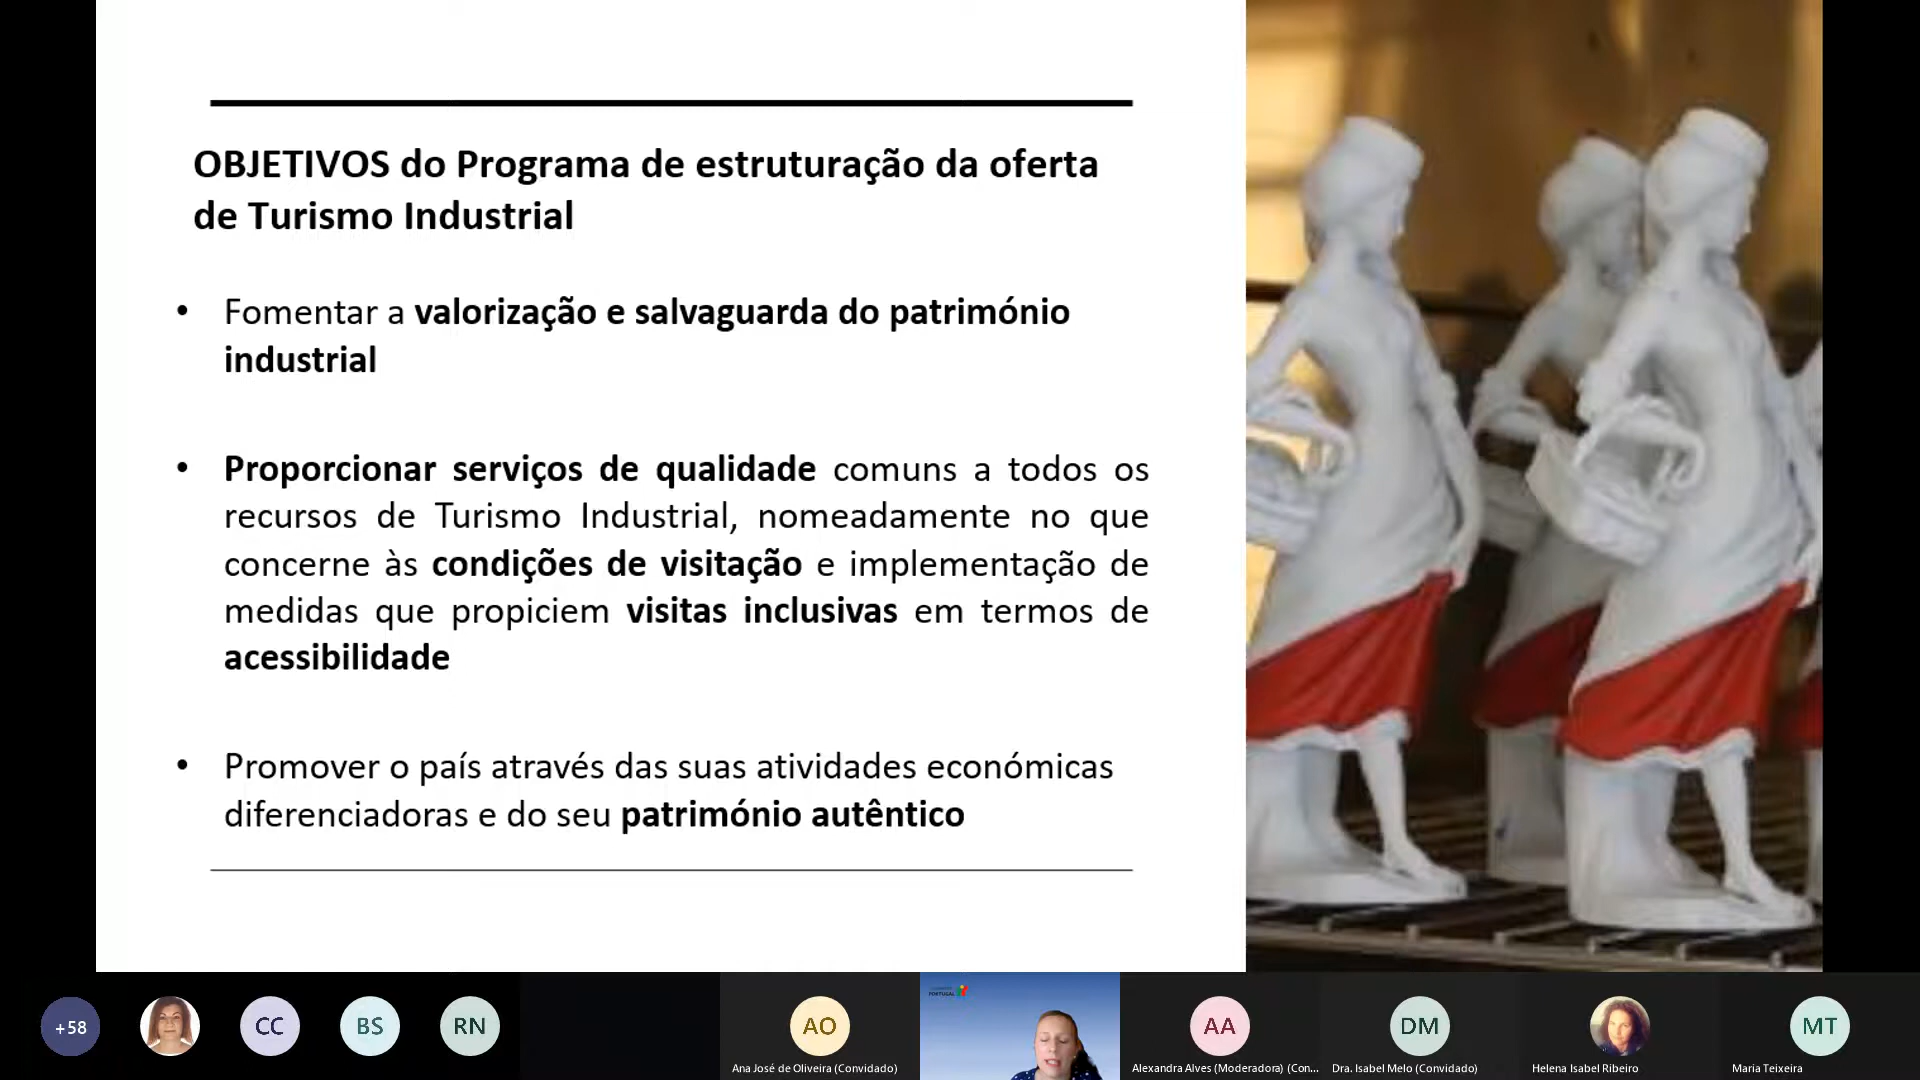 OBJETIVOS do Programa de estruturação da oferta
de Turismo Industrial
• Fomentar a valorização e salvaguarda do património
industrial
• Proporcionar serviços de qualidade comuns a todos os
recursos de Turismo Industrial, nomeadamente no que
concerne às condições de visitação e implementação de
medidas que propiciem visitas inclusivas em termos de
acessibilidade
• Promover o país através das suas atividades económicas
diferenciadoras e do seu património autêntico
+58
CC
BS
RN
AO
Ana José de Oliveira (Convidado)
PORTUGAL
AA
Alexandra Alves (Moderadora) (Con...
DM
Dra. Isabel Melo (Convidado)
Helena Isabel Ribeiro
MT
Maria Teixeira